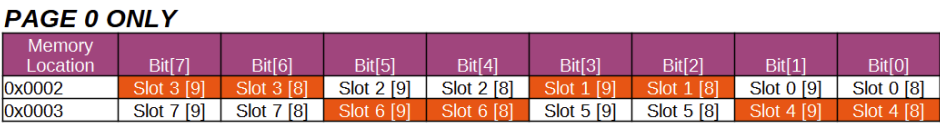 PAGE 0 ONLY
Memory Location Bit[7] Bit[6] Bit[5] Bit[4] Bit[3] Bit[2] Bit[1] Bit[0]
0x0002 Slot 3 [9] Slot 3 [8] Slot 2 [9] Slot 2 [8] Slot 1 [9] Slot 1 [8] Slot 0 [9] Slot 0 [8]
0x0003 Slot 7 [9] Slot 7 [8] Slot 6 [9] Slot 6 [8] Slot 5 [9] Slot 5 [8] Slot 4 [9] Slot 4 [8]